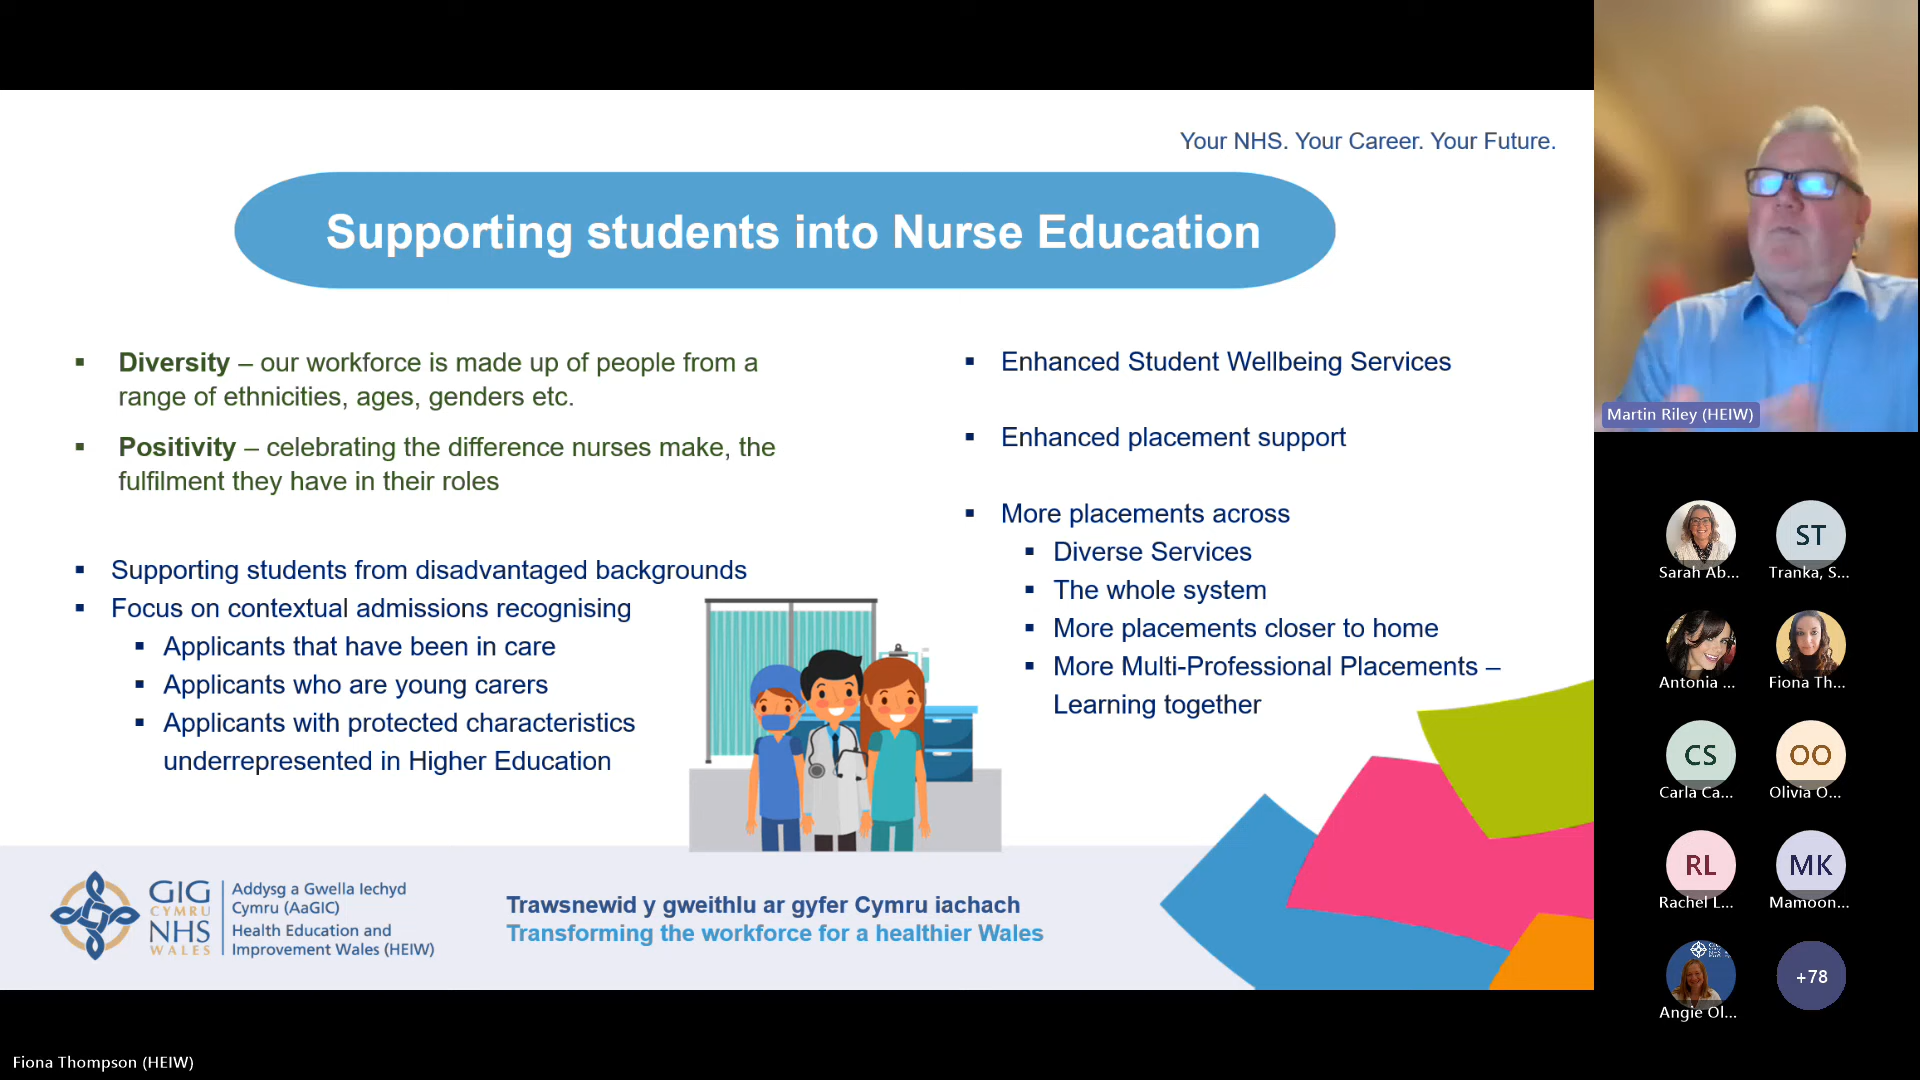 Your NHS. Your Career. Your Future.
Supporting students into Nurse Education
▪ Diversity – our workforce is made up of people from a
range of ethnicities, ages, genders etc.
▪ Positivity – celebrating the difference nurses make, the
fulfilment they have in their roles
▪ Supporting students from disadvantaged backgrounds
▪ Focus on contextual admissions recognising
▪ Applicants that have been in care
▪ Applicants who are young carers
▪ Applicants with protected characteristics
underrepresented in Higher Education
▪ Enhanced Student Wellbeing Services
▪ Enhanced placement support
▪ More placements across
▪ Diverse Services
▪ The whole system
▪ More placements closer to home
▪ More Multi-Professional Placements –
Learning together
GIG
CYMRU
NHS
WALES
Addysg a Gwella Iechyd
Cymru (AaGIC)
Health Education and
Improvement Wales (HEIW)
Trawsnewid y gweithlu ar gyfer Cymru iachach
Transforming the workforce for a healthier Wales
Martin Riley (HEIW)
Sarah Ab...
ST
Tranka, S...
Antonia ...
Fiona Th...
CS
Carla Ca...
OO
Olivia O...
RL
Rachel L...
MK
Mamoon...
Angie Ol...
+78
Fiona Thompson (HEIW)